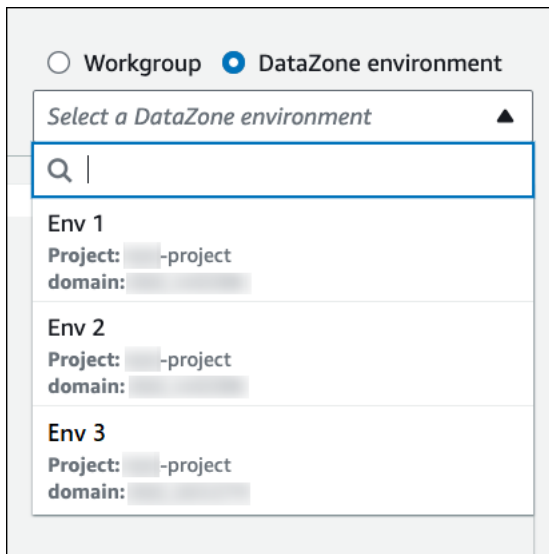 Workgroup DataZone environment
Select a DataZone environment
Env 1
Project: -project
domain:
Env 2
Project: -project
domain:
Env 3
Project: -project
domain: